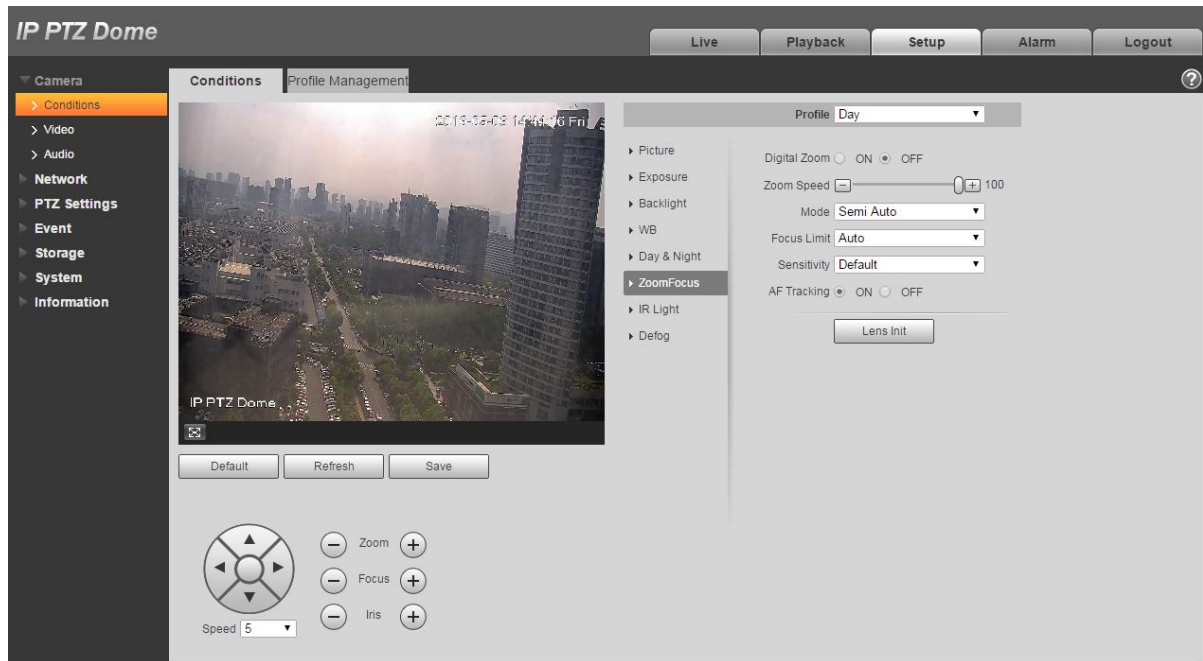 IP PTZ Dome
Live
Playback
Setup
Alarm
Logout
Camera
Conditions
Video
Audio
Network
PTZ Settings
Event
Storage
System
Information
Conditions
Profile Management
14:44: Fri
IP PTZ Dome
Default
Refresh
Save
Zoom
Focus
Iris
Speed 5
Profile Day
Picture
Exposure
Backlight
WB
Day & Night
ZoomFocus
IR Light
Defog
Digital Zoom ON OFF
Zoom Speed 100
Mode Semi Auto
Focus Limit Auto
Sensitivity Default
AF Tracking ON OFF
Lens Init